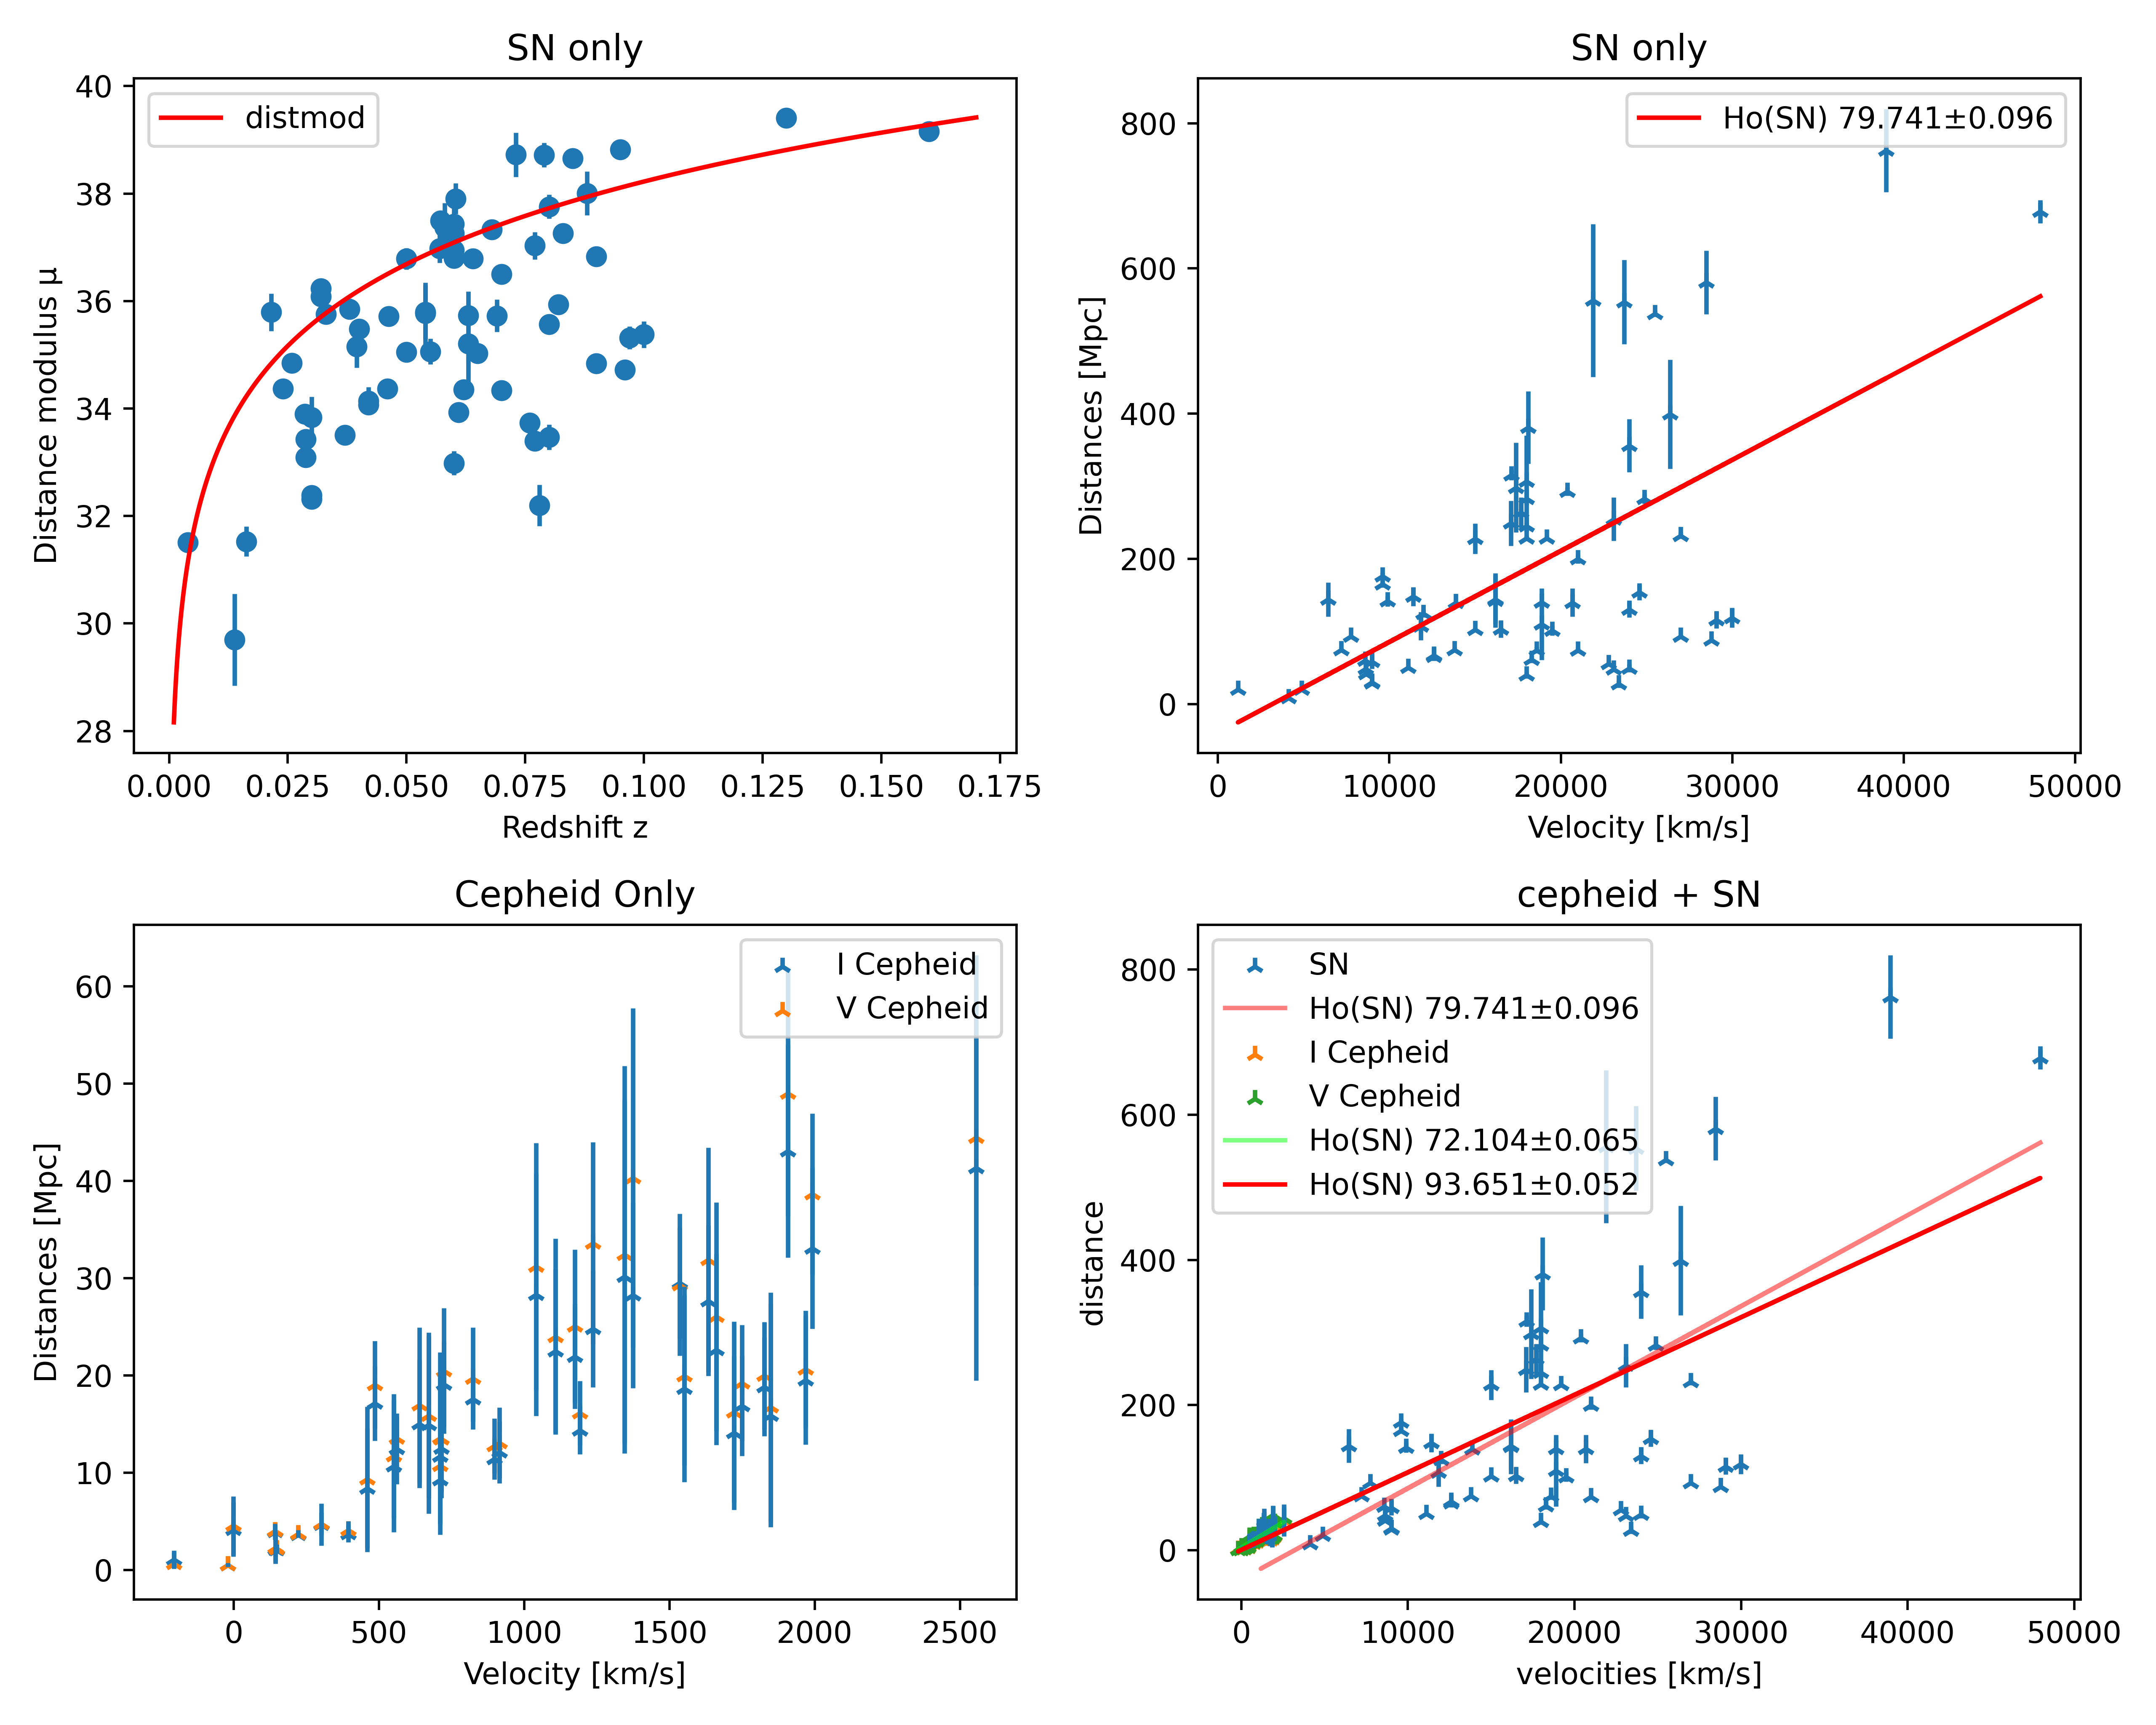 SN only
distmod
40
38
36
34
32
30
28
Distance modulus μ
0.000 0.025 0.050 0.075 0.100 0.125 0.150 0.175
Redshift z
SN only
Ho(SN) 79.741±0.096
800
600
400
200
0
Distances [Mpc]
0 10000 20000 30000 40000 50000
Velocity [km/s]
Cepheid Only
I Cepheid
V Cepheid
60
50
40
30
20
10
0
Distances [Mpc]
0 500 1000 1500 2000 2500
Velocity [km/s]
cepheid + SN
SN
Ho(SN) 79.741±0.096
I Cepheid
V Cepheid
Ho(SN) 72.104±0.065
Ho(SN) 93.651±0.052
800
600
400
200
0
distance
0 10000 20000 30000 40000 50000
velocities [km/s]